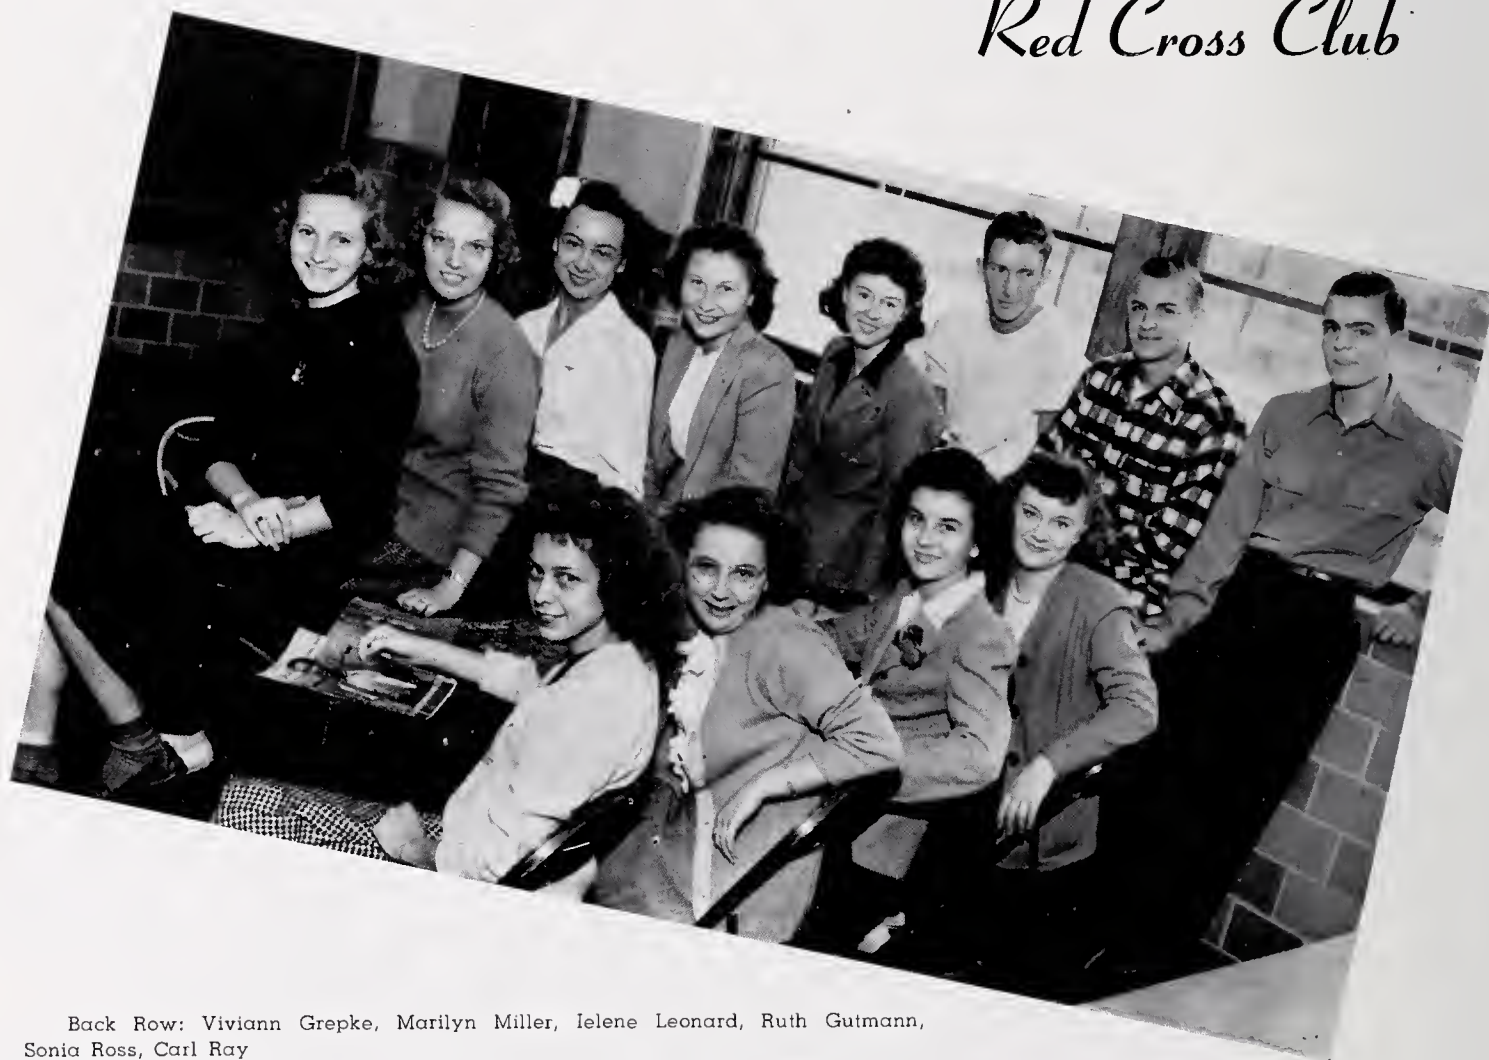 Red Cross Club
Back Row: Viviann Grepke, Marilyn Miller, Ielene Leonard, Ruth Gutmann,
Sonia Ross, Carl Ray